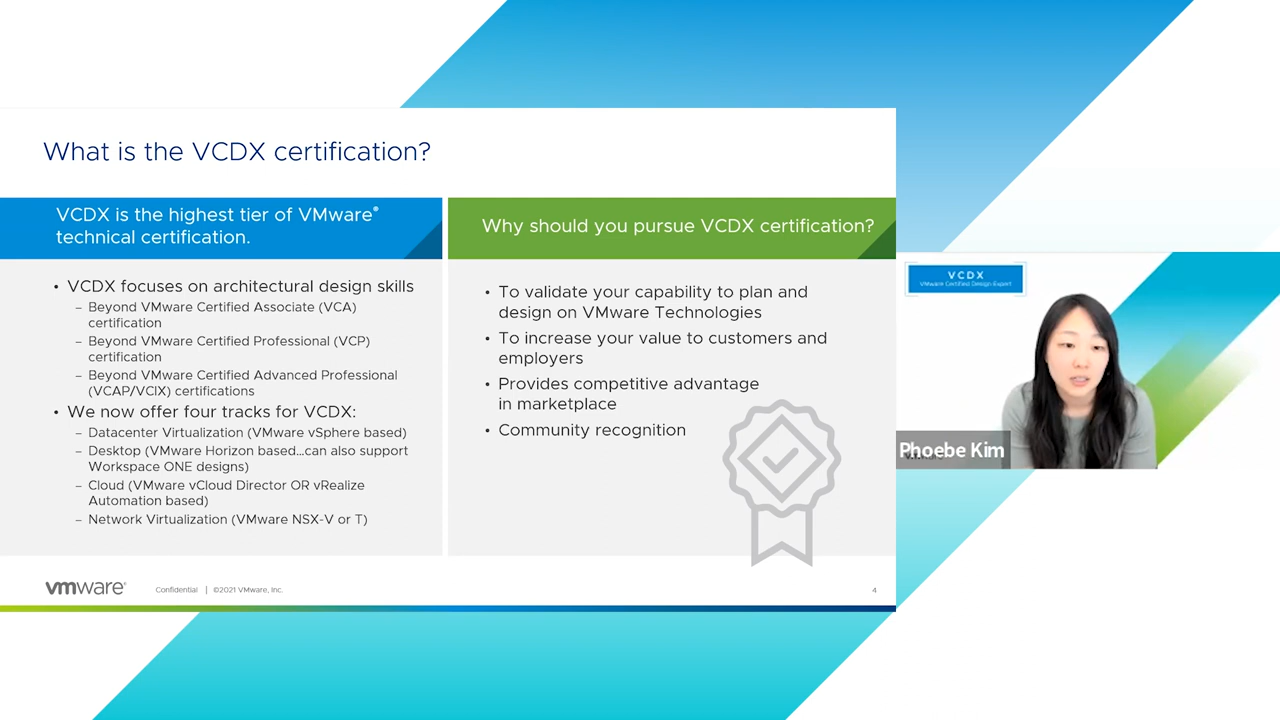 What is the VCDX certification?
VCDX is the highest tier of VMware®
technical certification.
• VCDX focuses on architectural design skills
– Beyond VMware Certified Associate (VCA)
certification
– Beyond VMware Certified Professional (VCP)
certification
– Beyond VMware Certified Advanced Professional
(VCAP/VCIX) certifications
• We now offer four tracks for VCDX:
– Datacenter Virtualization (VMware vSphere based)
– Desktop (VMware Horizon based...can also support
Workspace ONE designs)
– Cloud (VMware vCloud Director OR vRealize
Automation based)
– Network Virtualization (VMware NSX-V or T)
Why should you pursue VCDX certification?
• To validate your capability to plan and
design on VMware Technologies
• To increase your value to customers and
employers
• Provides competitive advantage
in marketplace
• Community recognition
vmware®
Confidential | ©2021 VMware, Inc.
4
VCDX
VMware Certified Design Expert
Phoebe Kim